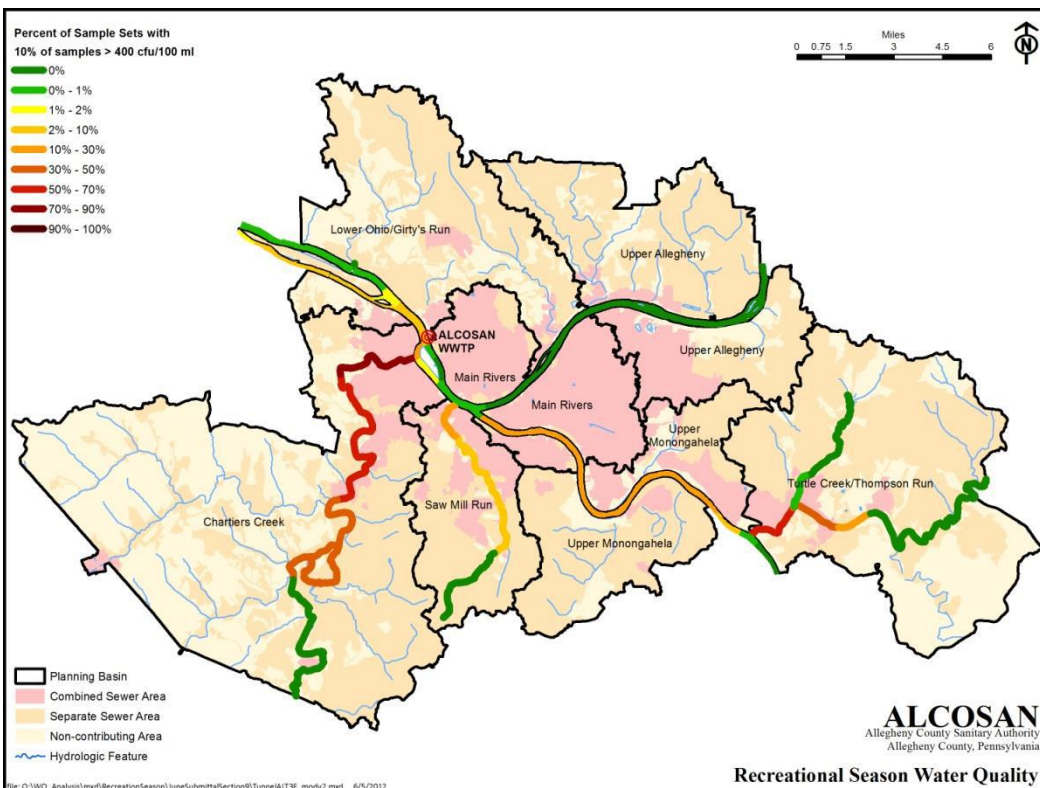 Percent of Sample Sets with
10% of samples > 400 cfu/100 ml
0%
0% - 1%
1% - 2%
2% - 10%
10% - 30%
30% - 50%
50% - 70%
70% - 90%
90% - 100%
Miles
0 0.75 1.5 3 4.5 6
N
Lower Ohio/Girty's Run
Upper Allegheny
ALCOSAN
WWTP
Upper Allegheny
Main Rivers
Main Rivers
Upper
Monongahela
Turtle Creek/Thompson Run
Saw Mill Run
Chartiers Creek
Upper Monongahela
Planning Basin
Combined Sewer Area
Separate Sewer Area
Non-contributing Area
Hydrologic Feature
ALCOSAN
Allegheny County Sanitary Authority
Allegheny County, Pennsylvania
Recreational Season Water Quality
6/5/2012